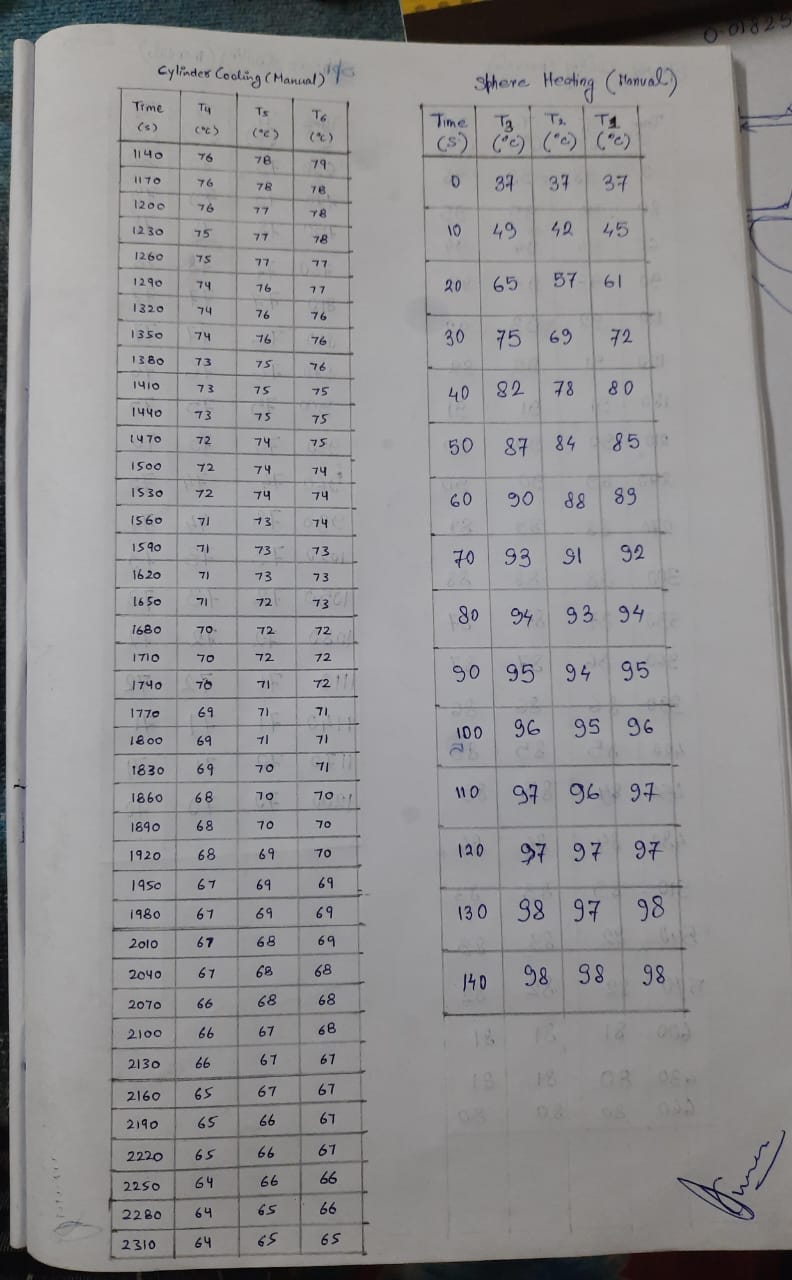 Cylinder Cooling (Manual)
Time (s) T4 (°C) T5 (°C) T6 (°C)
1140 76 78 79
1170 76 78 78
1200 76 77 78
1230 75 77 78
1260 75 77 77
1290 74 76 77
1320 74 76 76
1350 74 76 76
1380 73 75 76
1410 73 75 75
1440 73 75 75
1470 72 74 75
1500 72 74 74
1530 72 74 74
1560 71 73 74
1590 71 73 73
1620 71 73 73
1650 71 72 73
1680 70 72 72
1710 70 72 72
1740 70 71 72
1770 69 71 71
1800 69 71 71
1830 69 70 71
1860 68 70 70
1890 68 70 70
1920 68 69 70
1950 67 69 69
1980 67 69 69
2010 67 68 69
2040 67 68 68
2070 66 68 68
2100 66 67 68
2130 66 67 67
2160 65 67 67
2190 65 66 67
2220 65 66 67
2250 64 66 66
2280 64 65 66
2310 64 65 65
Sphere Heating (Manual)
Time (s) T3 (°C) T2 (°C) T1 (°C)
0 37 37 37
10 49 42 45
20 65 57 61
30 75 69 72
40 82 78 80
50 87 84 85
60 90 88 89
70 93 91 92
80 94 93 94
90 95 94 95
100 96 95 96
110 97 96 97
120 97 97 97
130 98 97 98
140 98 98 98